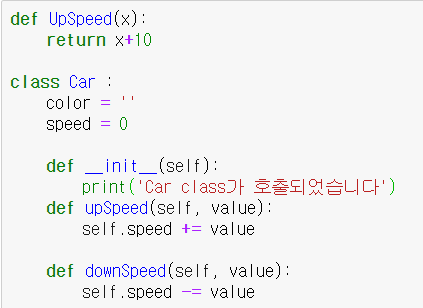 def UpSpeed(x):
    return x+10
class Car :
    color = ''
    speed = 0
    def __init__(self):
        print('Car class가 호출되었습니다')
    def upSpeed(self, value):
        self.speed += value
    def downSpeed(self, value):
        self.speed -= value